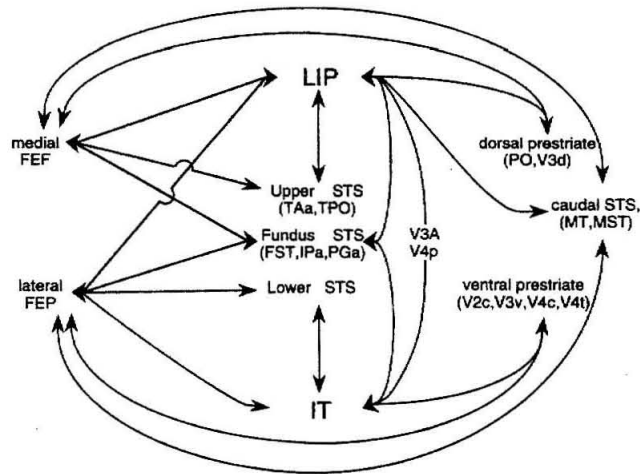 LIP
medial
FEF
dorsal prestriate
(PO,V3d)
Upper STS
(TAa,TPO)
caudal STS,
(MT, MST)
Fundus STS
(FST,IPa,PGa)
V3A
V4p
lateral
FEP
Lower STS
ventral prestriate
(V2c,V3v,V4c,V4t)
IT